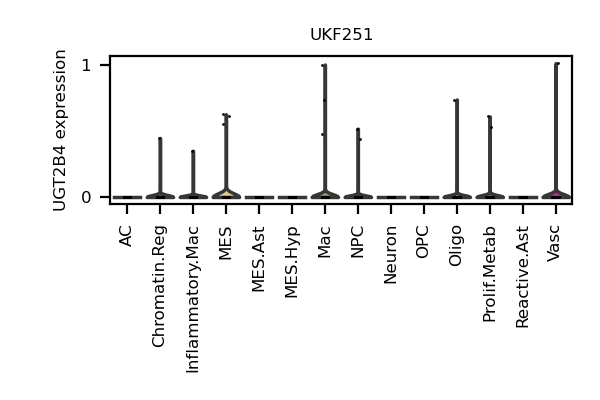 UKF251
UGT2B4 expression
1
0
AC
Chromatin.Reg
Inflammatory.Mac
MES
MES.Ast
MES.Hyp
Mac
NPC
Neuron
OPC
Oligo
Prolif.Metab
Reactive.Ast
Vasc